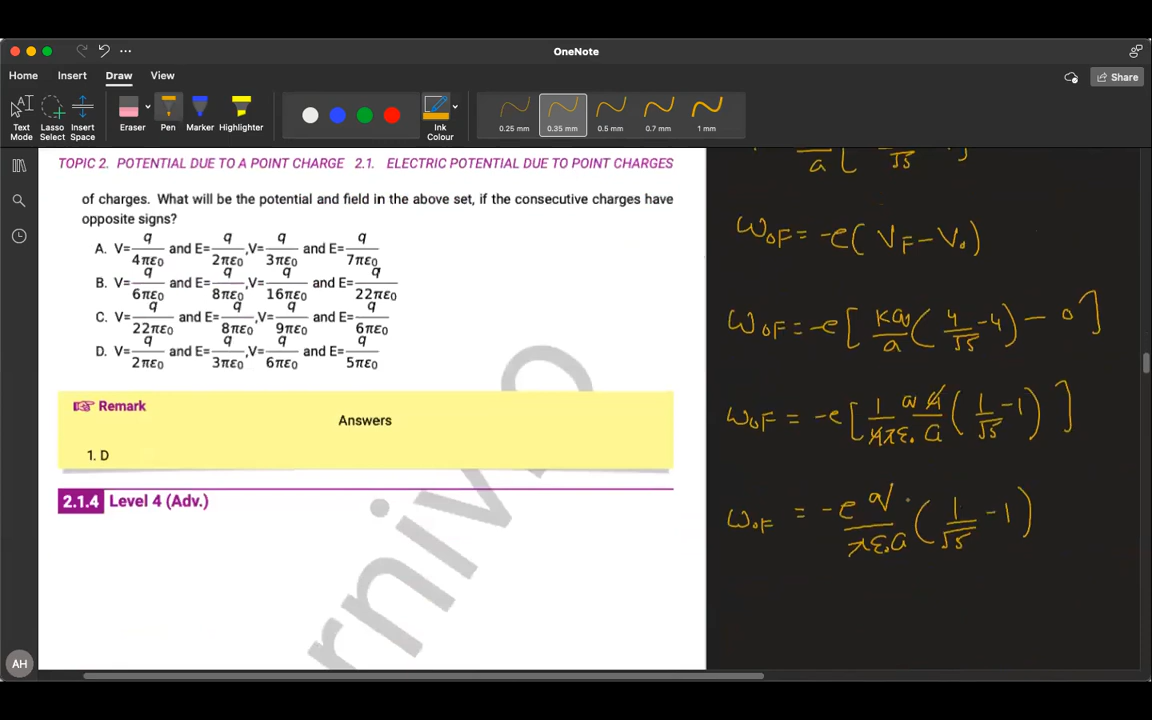 OneNote
Home Insert Draw View
Share
Text Mode
Lasso Select
Insert Space
Eraser
Pen
Marker
Highlighter
Ink Colour
0.25 mm
0.35 mm
0.5 mm
0.7 mm
1 mm
TOPIC 2. POTENTIAL DUE TO A POINT CHARGE 2.1. ELECTRIC POTENTIAL DUE TO POINT CHARGES
of charges. What will be the potential and field in the above set, if the consecutive charges have
opposite signs?
A. V=q/4πε0 and E=q/2πε0,V=q/3πε0 and E=q/7πε0
B. V=q/6πε0 and E=q/8πε0,V=q/16πε0 and E=q/22πε0
C. V=q/22πε0 and E=q/8πε0,V=q/9πε0 and E=q/6πε0
D. V=q/2πε0 and E=q/3πε0,V=q/6πε0 and E=q/5πε0
Remark
Answers
1. D
2.1.4 Level 4 (Adv.)
AH
a [ √5 ]
W₀F = -e( VF - V₀)
W₀F = -e [ Kq/a ( 4/√5 - 4) - 0 ]
W₀F = -e [ 1/4πε₀ q 4/a ( 1/√5 - 1) ]
W₀F = -e q/πε₀a ( 1/√5 - 1)